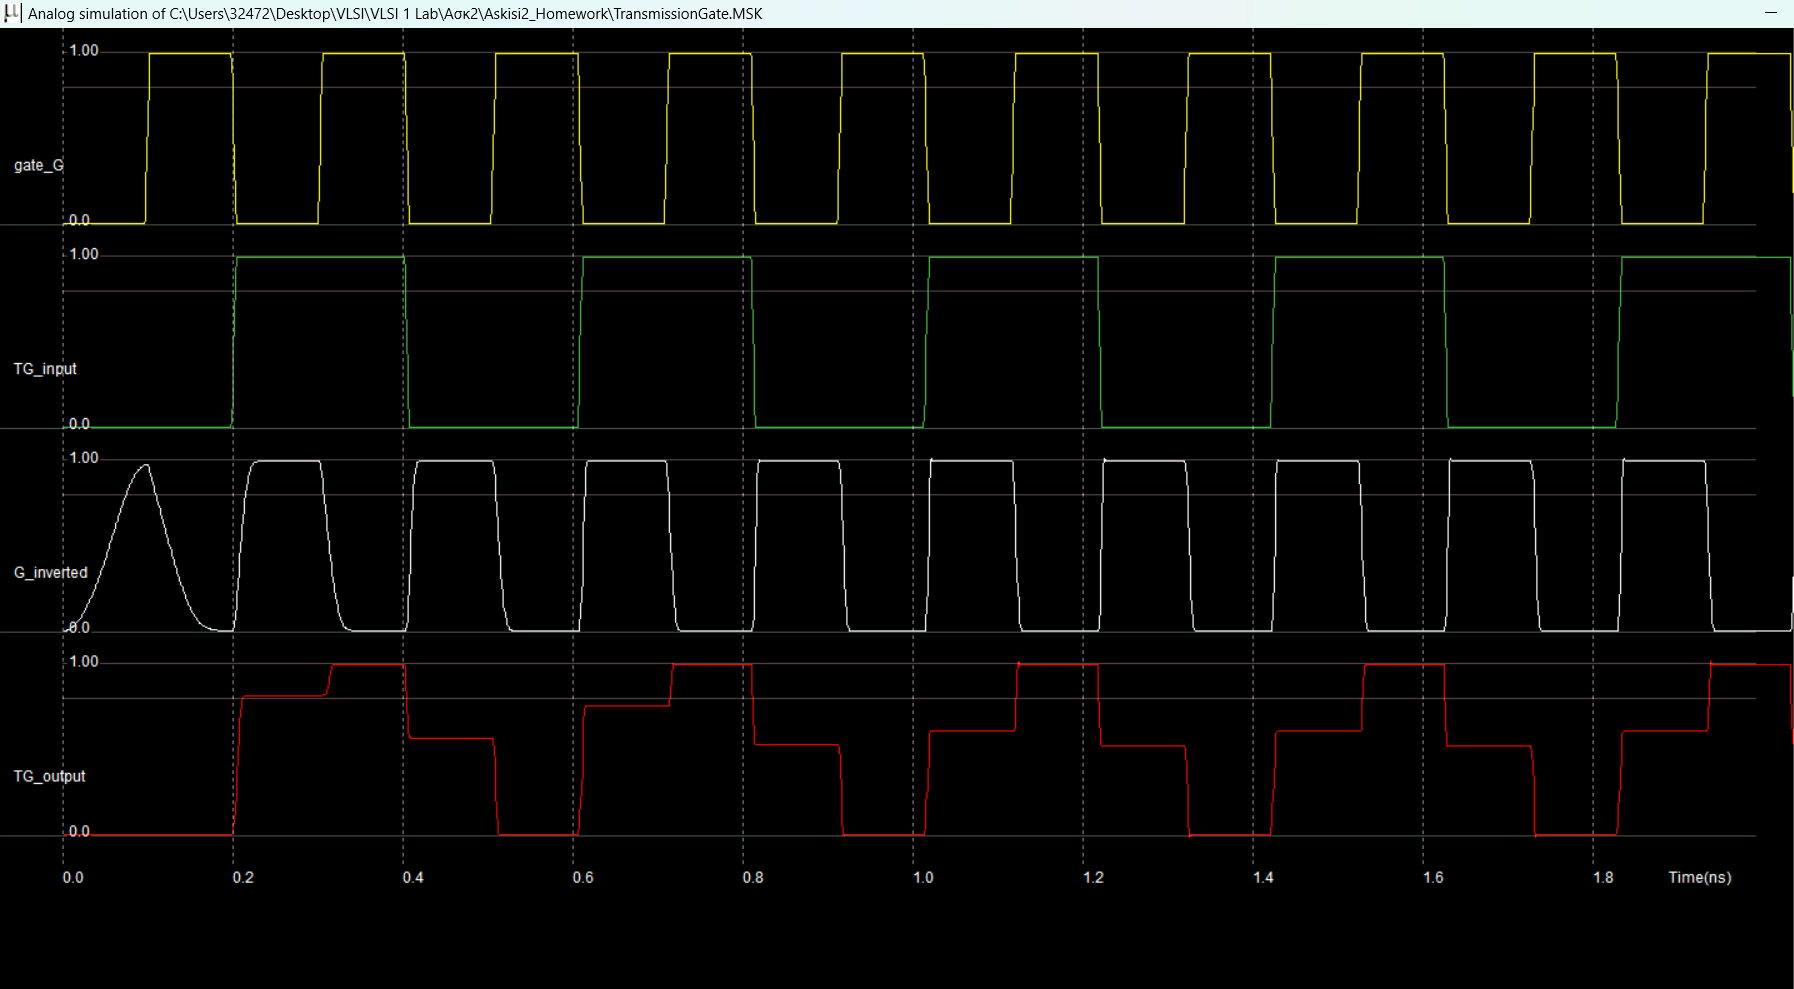 μ Analog simulation of C:\Users\32472\Desktop\VLSI\VLSI 1 Lab\Ασκ2\Askisi2_Homework\TransmissionGate.MSK
1.00
gate_G
0.0
1.00
TG_input
0.0
1.00
G_inverted
0.0
1.00
TG_output
0.0
0.0 0.2 0.4 0.6 0.8 1.0 1.2 1.4 1.6 1.8 Time(ns)